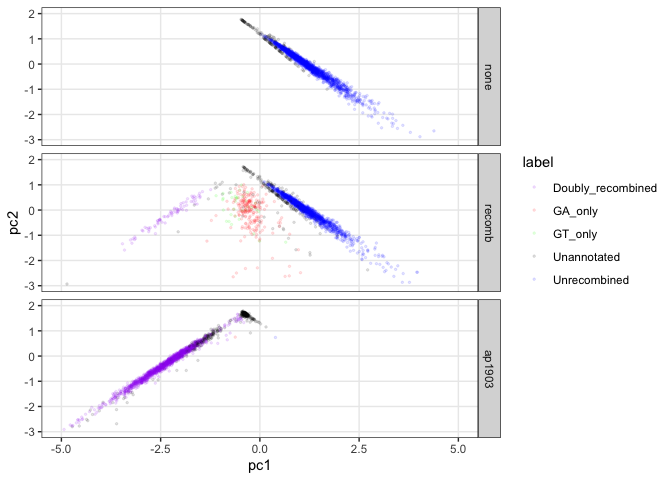 2
1
0
-1
-2
-3
none
2
1
0
-1
-2
-3
recomb
2
1
0
-1
-2
-3
ap1903
pc2
-5.0
-2.5
0.0
2.5
5.0
pc1
label
Doubly_recombined
GA_only
GT_only
Unannotated
Unrecombined